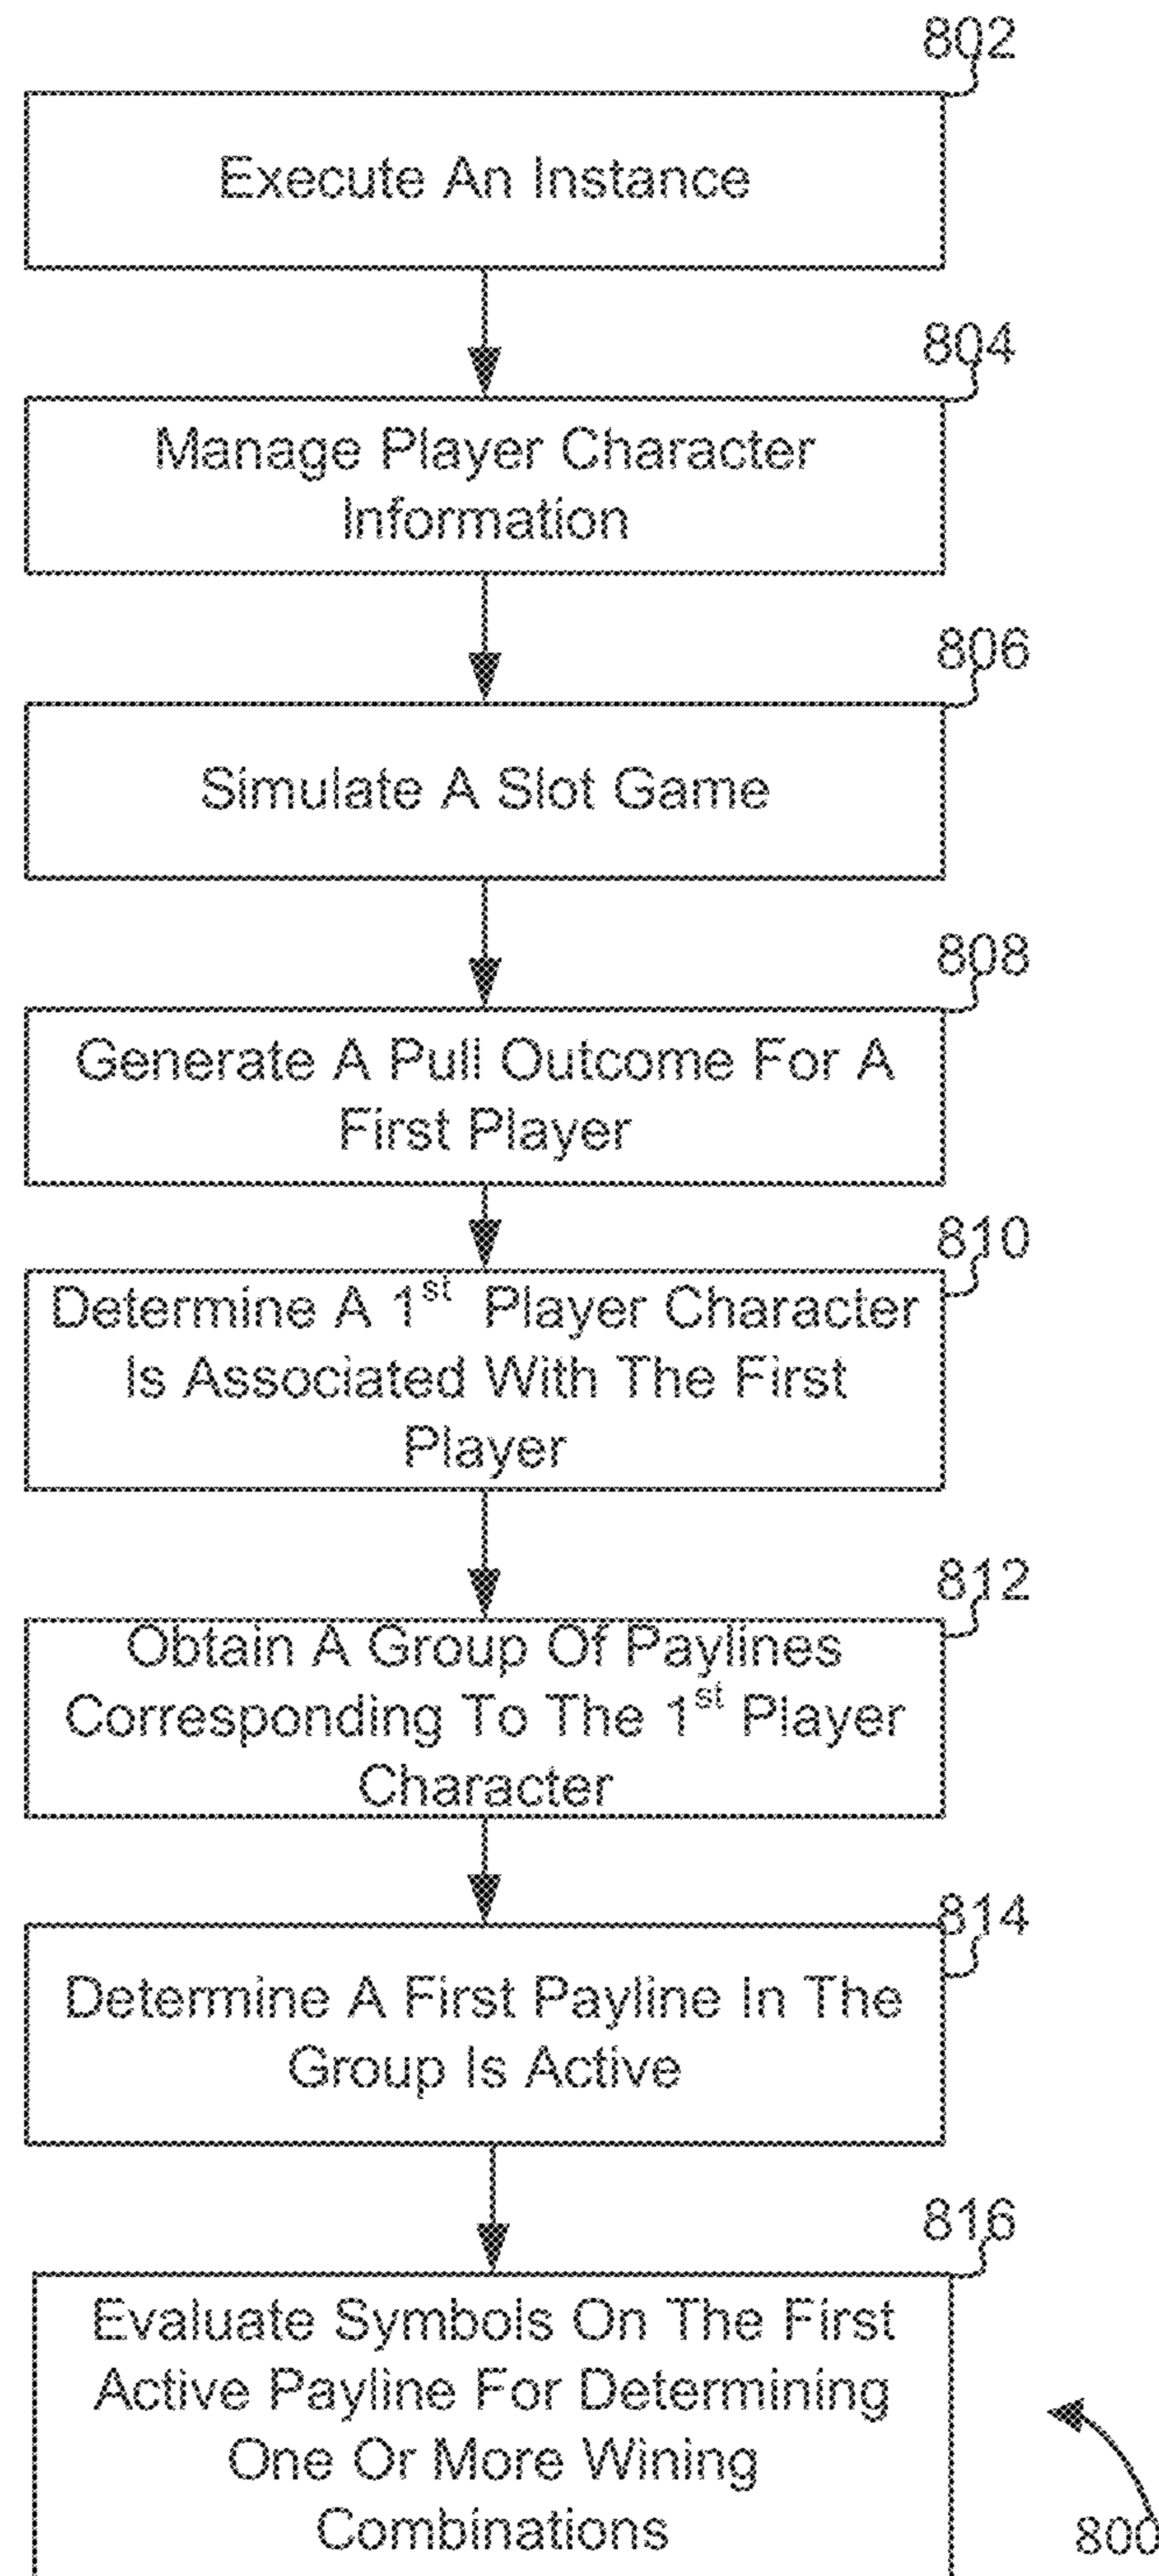 802
Execute An Instance
804
Manage Player Character
Information
806
Simulate A Slot Game
808
Generate A Pull Outcome For A
First Player
810
Determine A 1st Player Character
Is Associated With The First
Player
812
Obtain A Group Of Paylines
Corresponding To The 1st Player
Character
814
Determine A First Payline In The
Group Is Active
816
Evaluate Symbols On The First
Active Payline For Determining
One Or More Wining
Combinations
800